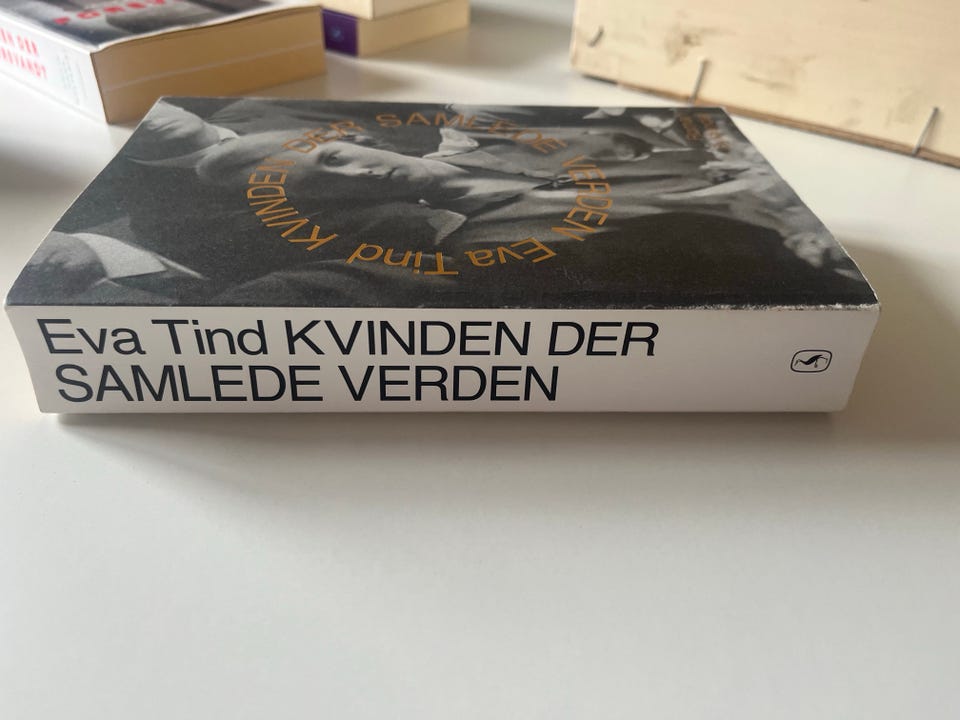 KVINDEN DER SAMLEDE VERDEN Eva Tind
Eva Tind KVINDEN DER
SAMLEDE VERDEN